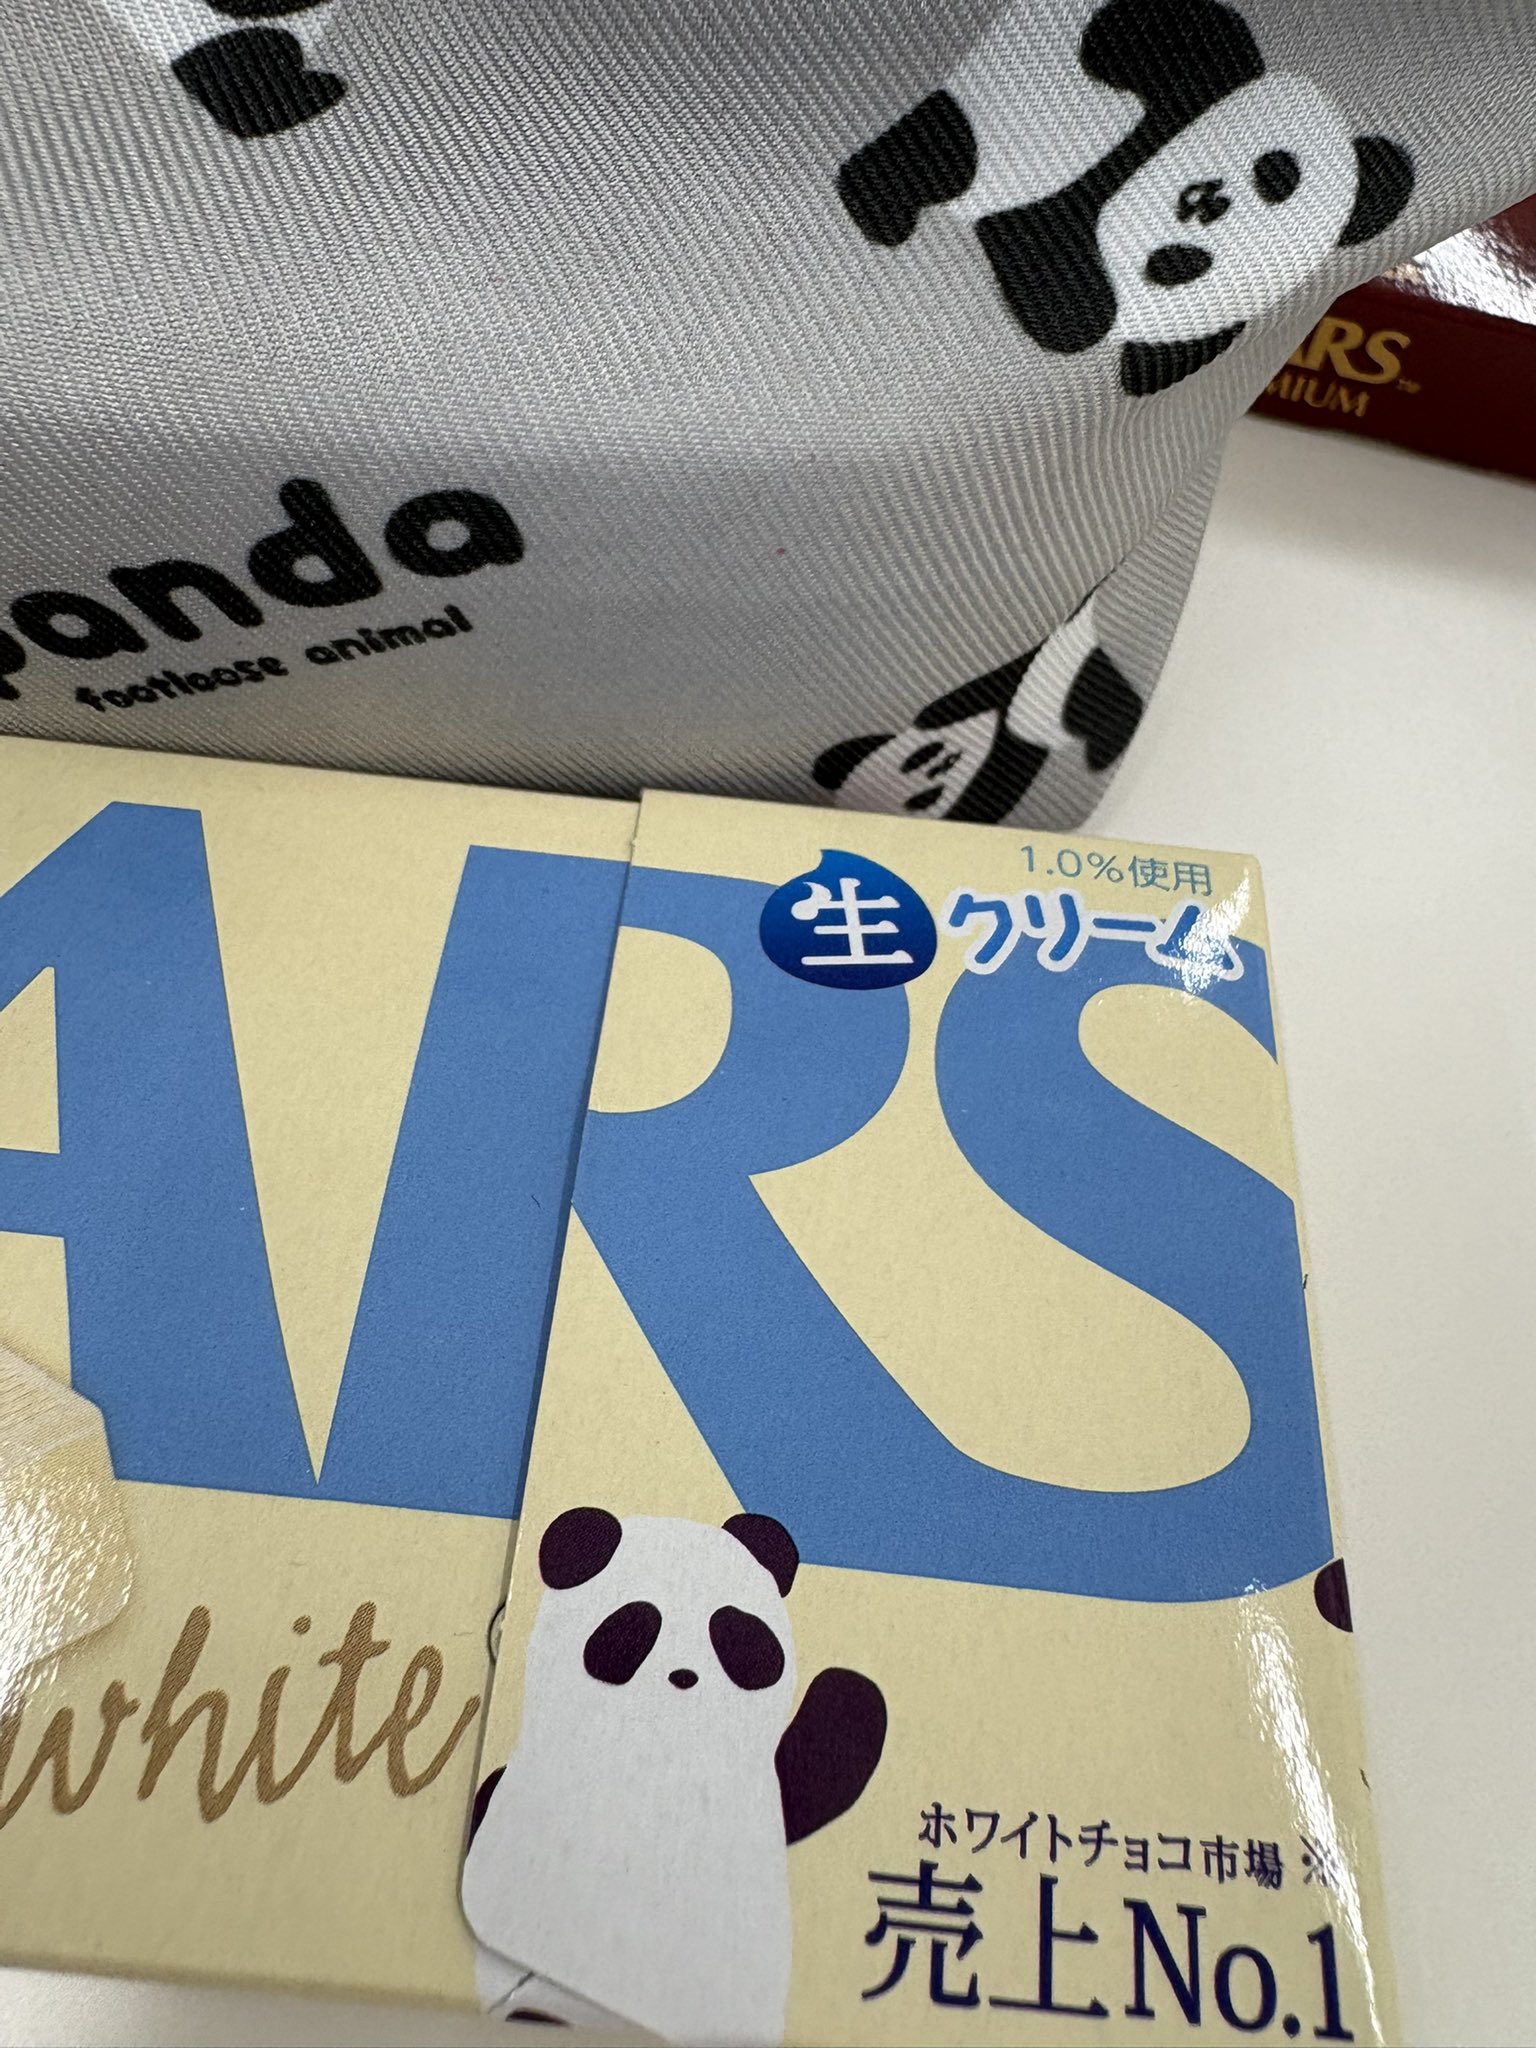 ARS™
MIUM
panda
footloose animal
1.0%使用
生クリーム
ARS
white
ホワイトチョコ市場※
売上No.1